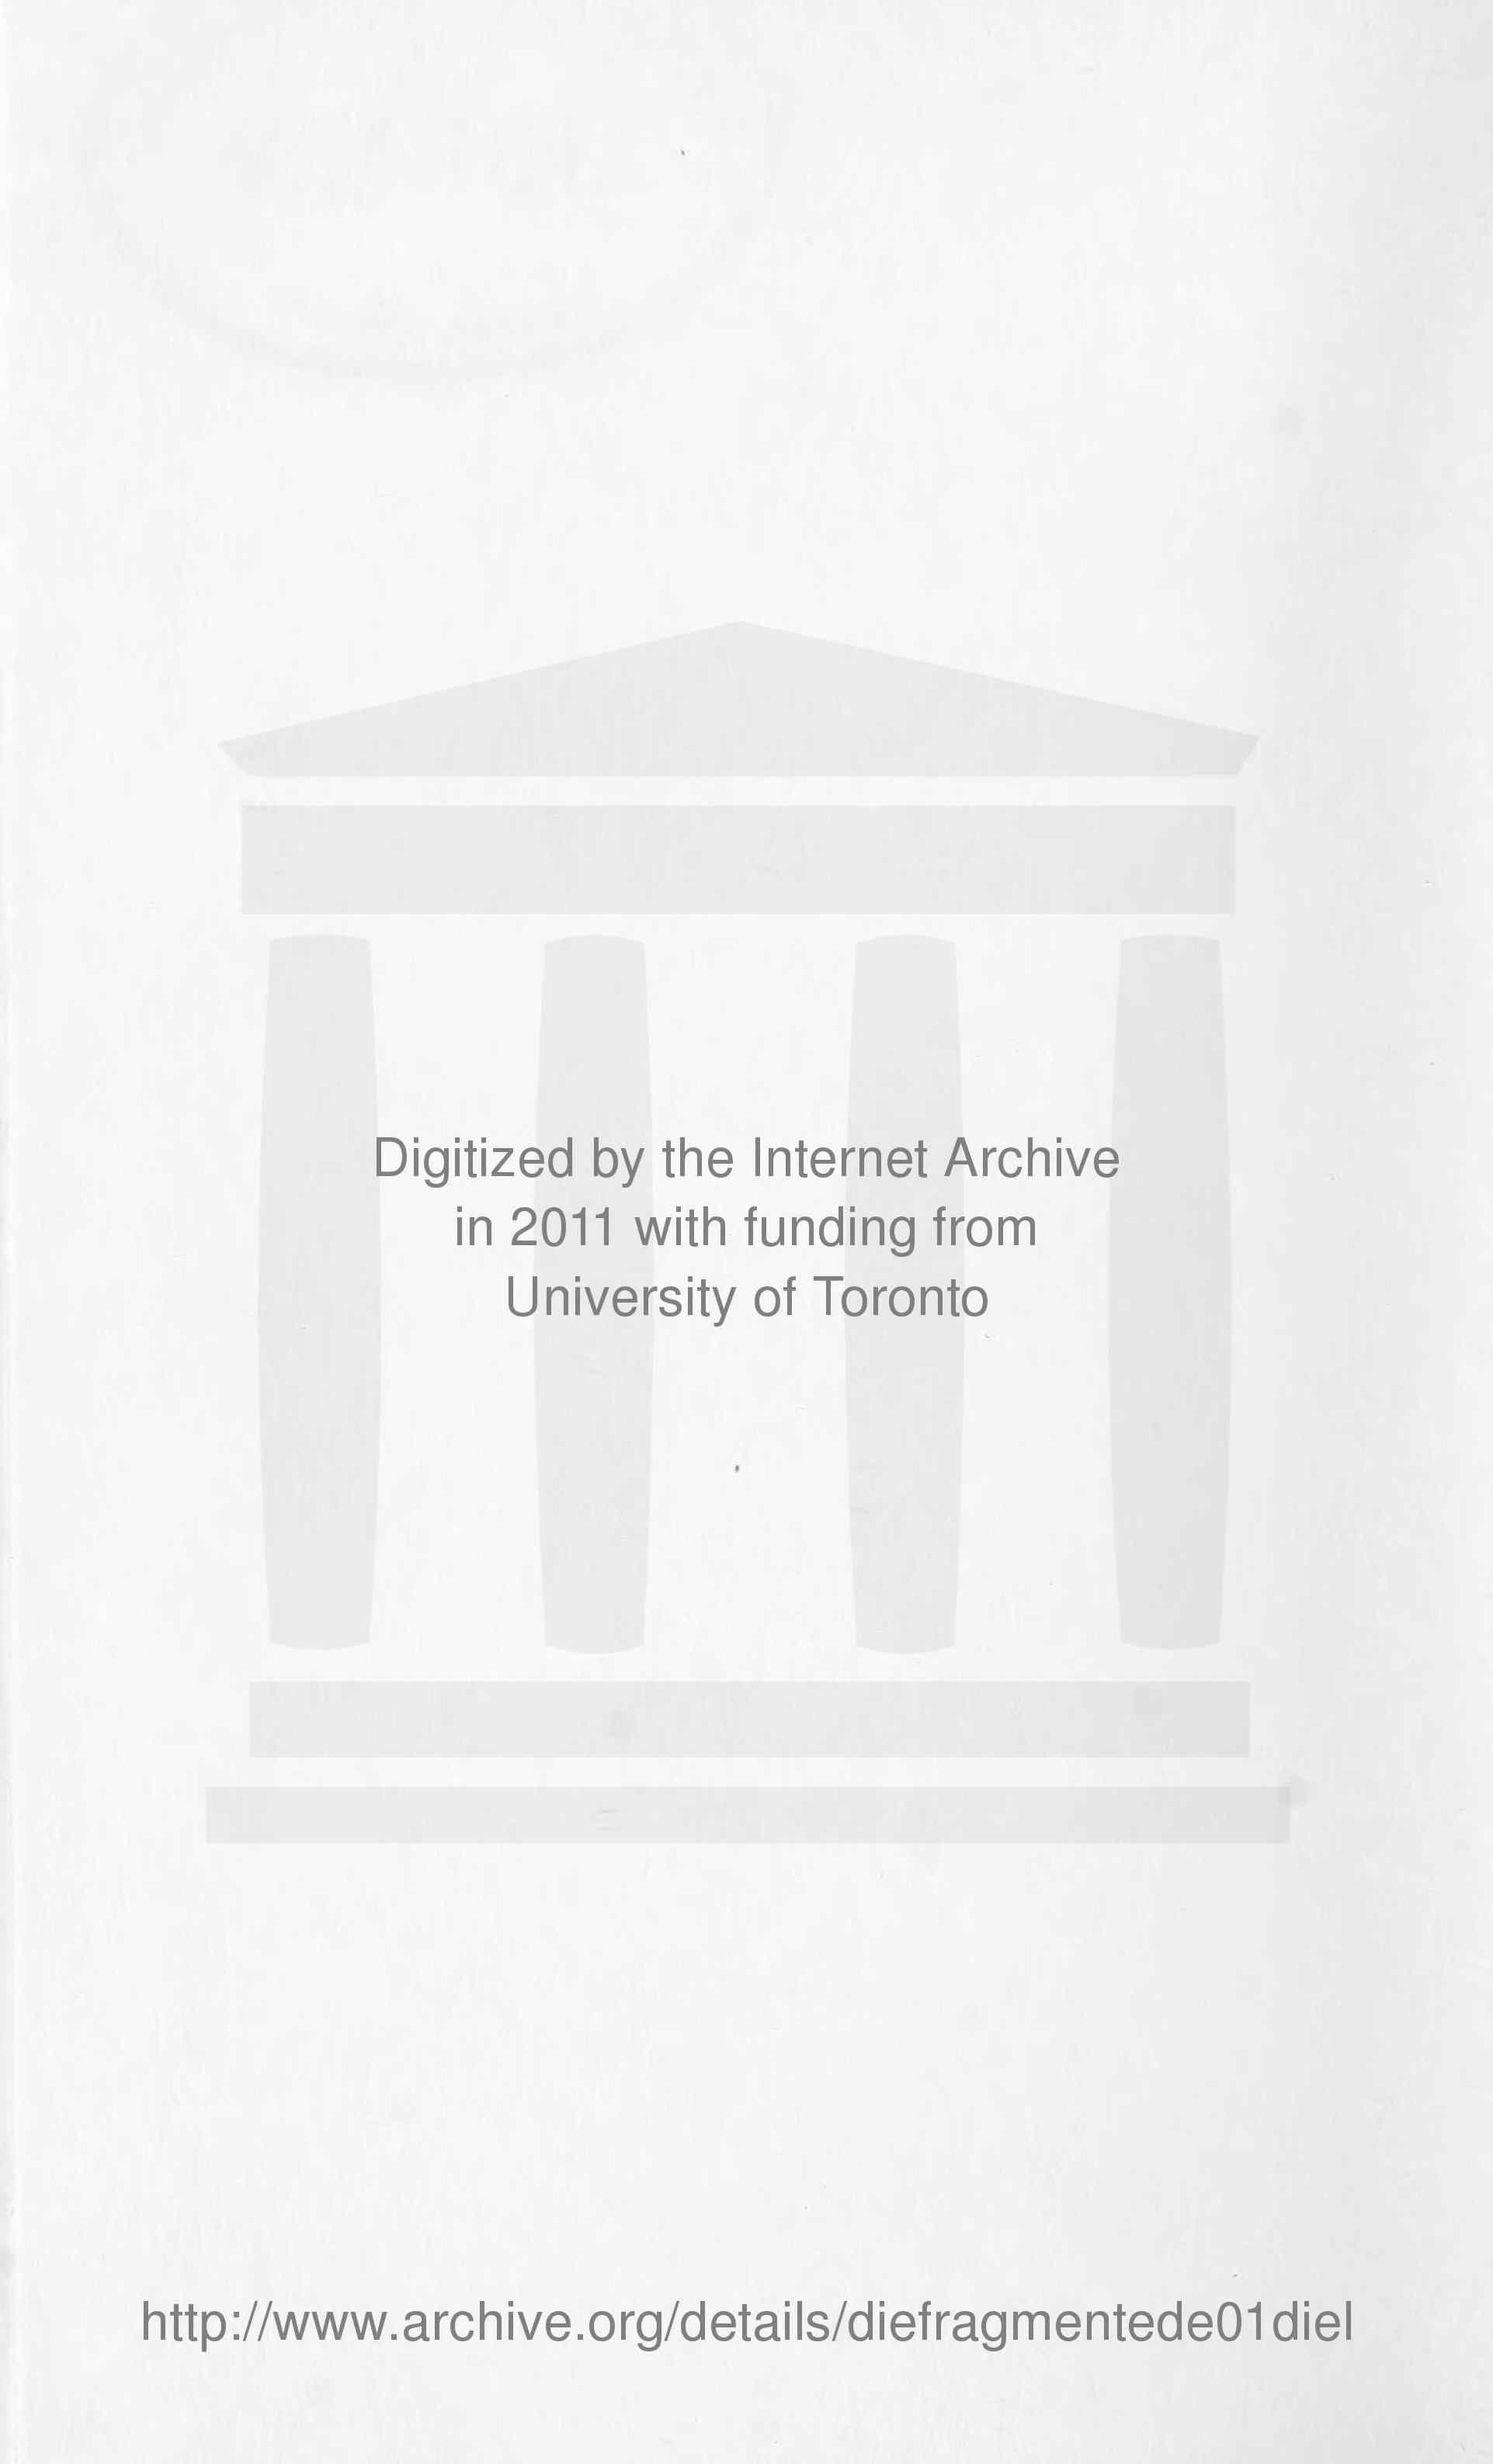 Digitized by the Internet Archive
in 2011 with funding from
University of Toronto
http://www.archive.org/details/diefragmentede01diel